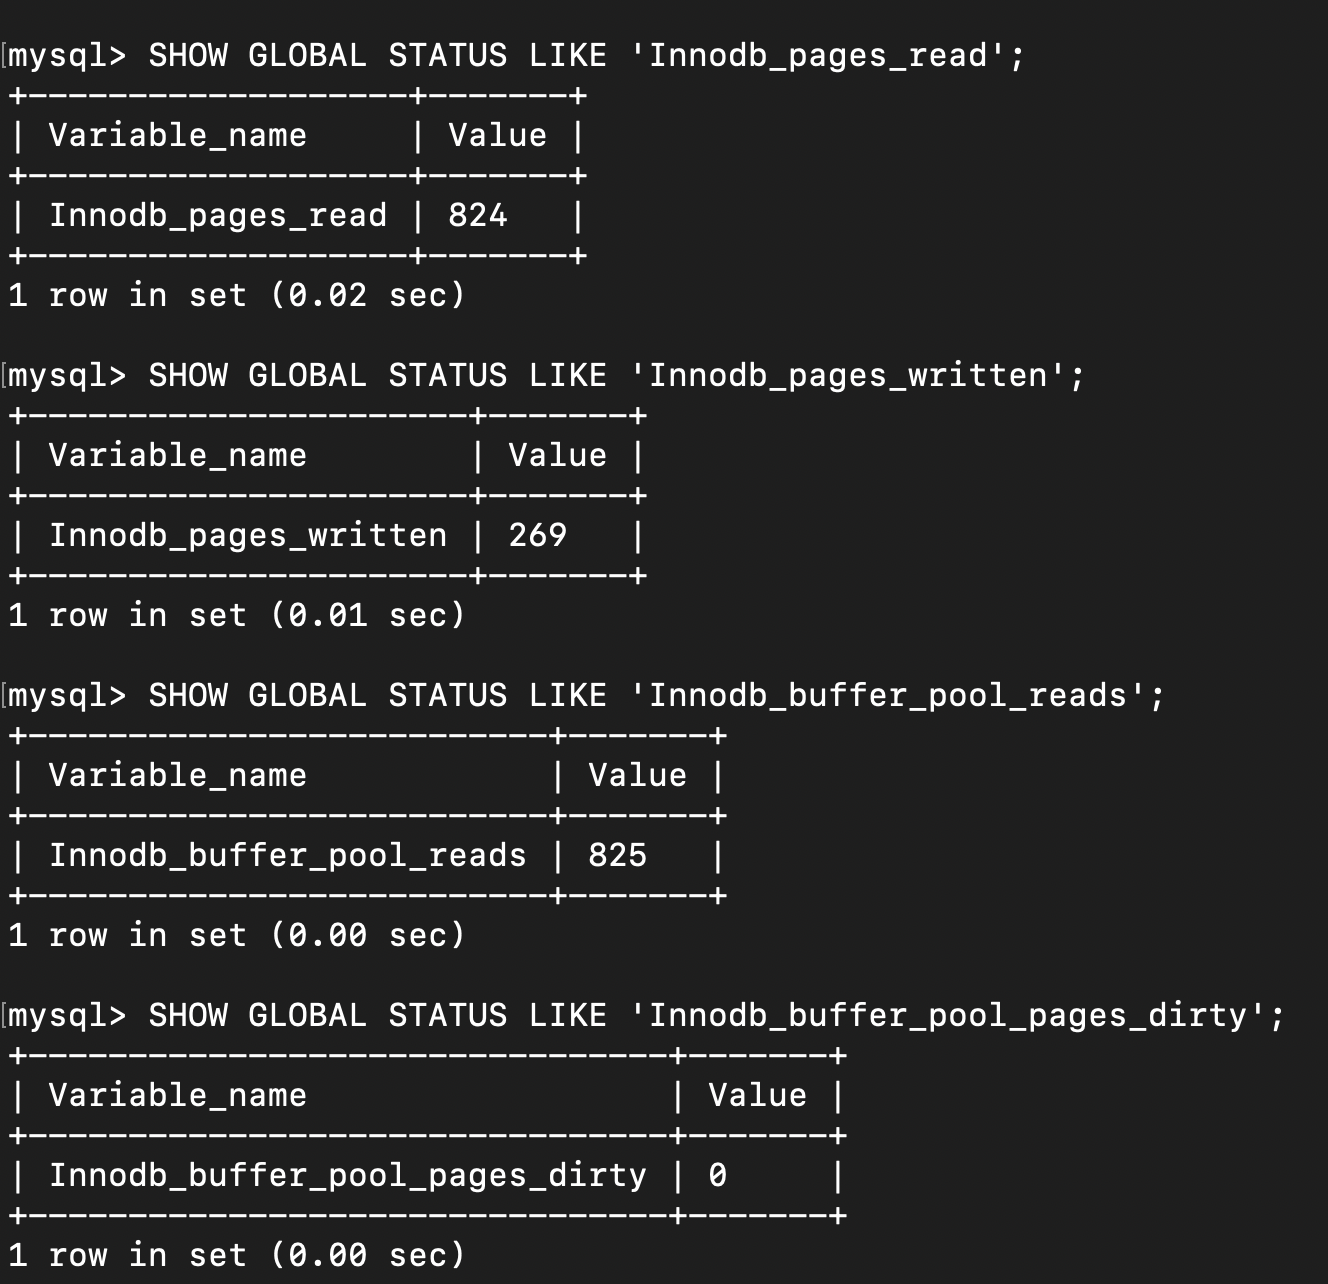 [mysql> SHOW GLOBAL STATUS LIKE 'Innodb_pages_read';
+-------------------+-------+
| Variable_name     | Value |
+-------------------+-------+
| Innodb_pages_read | 824   |
+-------------------+-------+
1 row in set (0.02 sec)

[mysql> SHOW GLOBAL STATUS LIKE 'Innodb_pages_written';
+----------------------+-------+
| Variable_name        | Value |
+----------------------+-------+
| Innodb_pages_written | 269   |
+----------------------+-------+
1 row in set (0.01 sec)

[mysql> SHOW GLOBAL STATUS LIKE 'Innodb_buffer_pool_reads';
+--------------------------+-------+
| Variable_name            | Value |
+--------------------------+-------+
| Innodb_buffer_pool_reads | 825   |
+--------------------------+-------+
1 row in set (0.00 sec)

[mysql> SHOW GLOBAL STATUS LIKE 'Innodb_buffer_pool_pages_dirty';
+--------------------------------+-------+
| Variable_name                  | Value |
+--------------------------------+-------+
| Innodb_buffer_pool_pages_dirty | 0     |
+--------------------------------+-------+
1 row in set (0.00 sec)